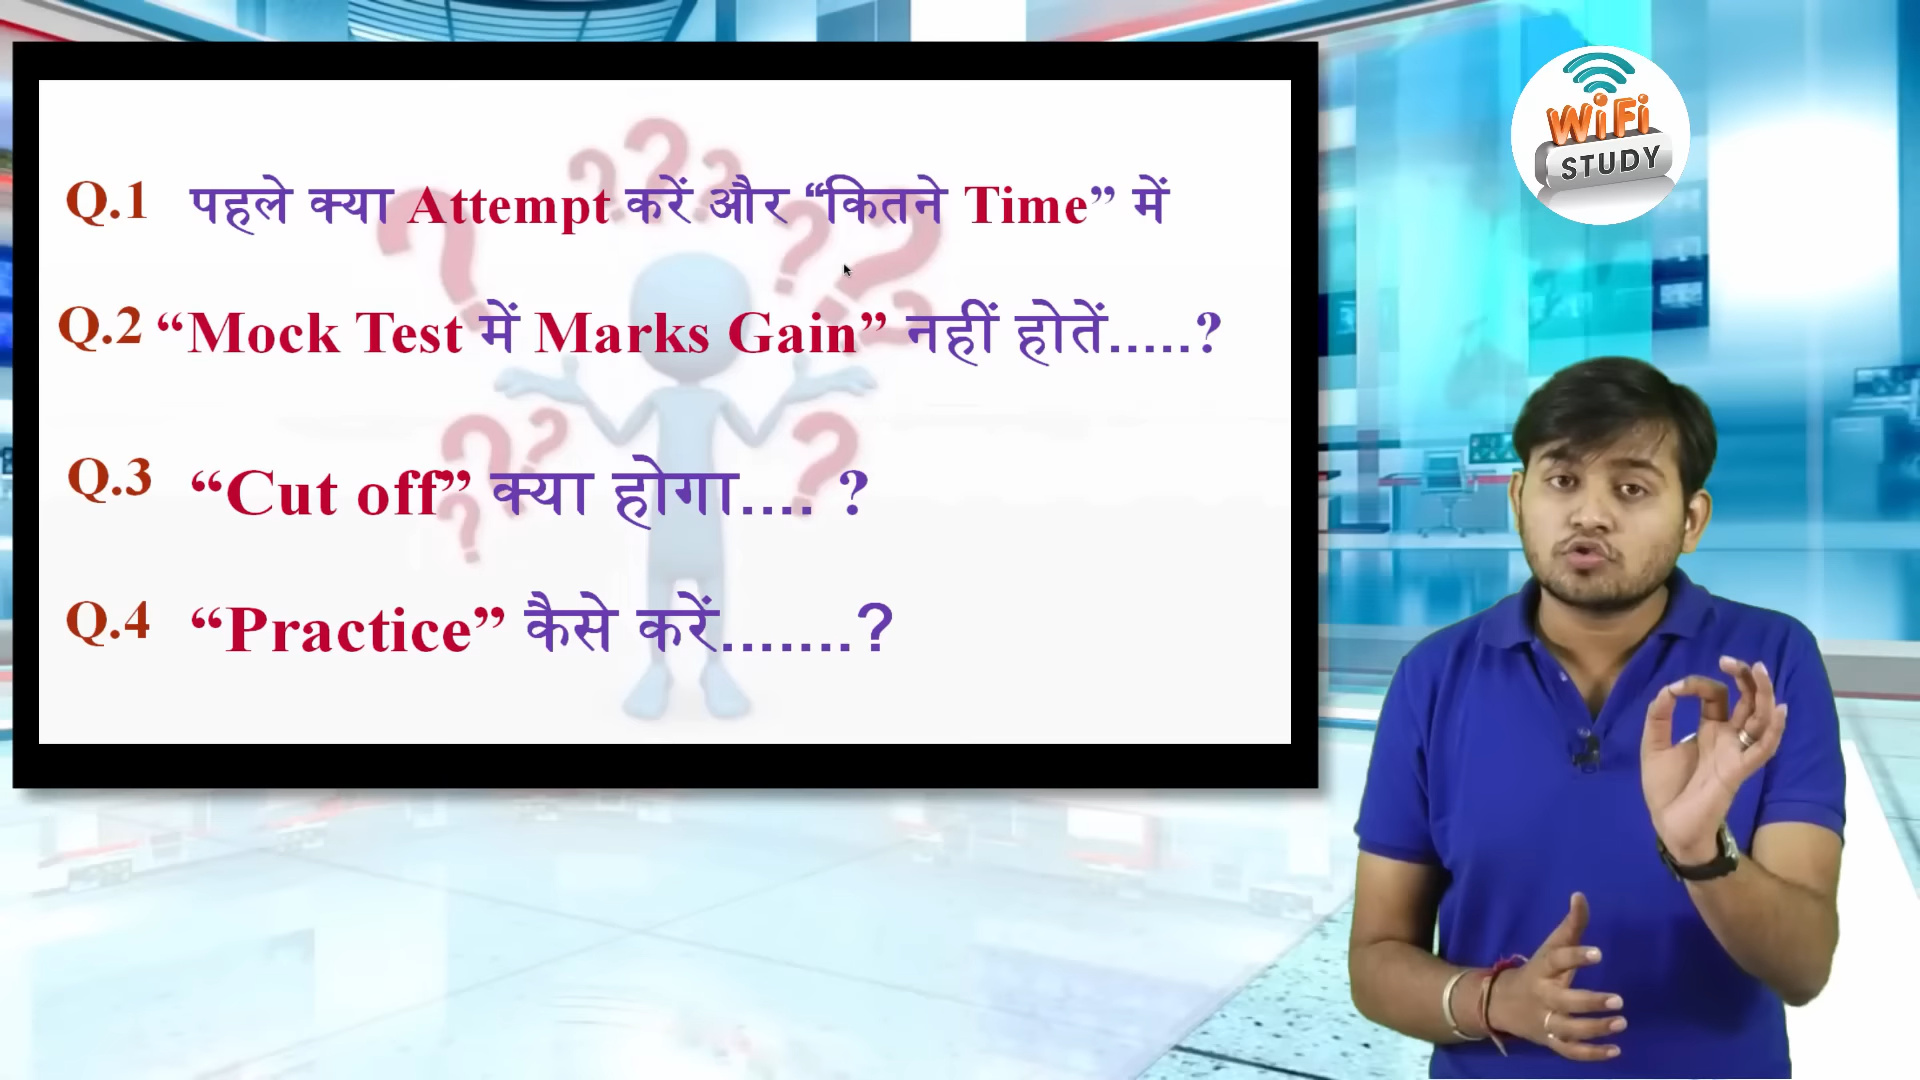 WiFi
STUDY
Q.1 पहले क्या Attempt करें और “कितने Time” में
Q.2 “Mock Test में Marks Gain” नहीं होतें.....?
Q.3 “Cut off” क्या होगा.... ?
Q.4 “Practice” कैसे करें.......?